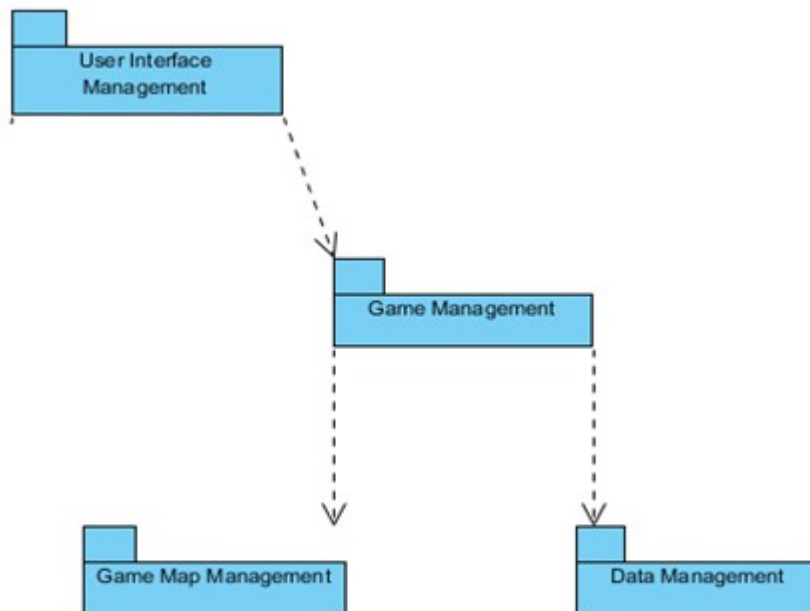 User Interface
Management
Game Management
Game Map Management
Data Management